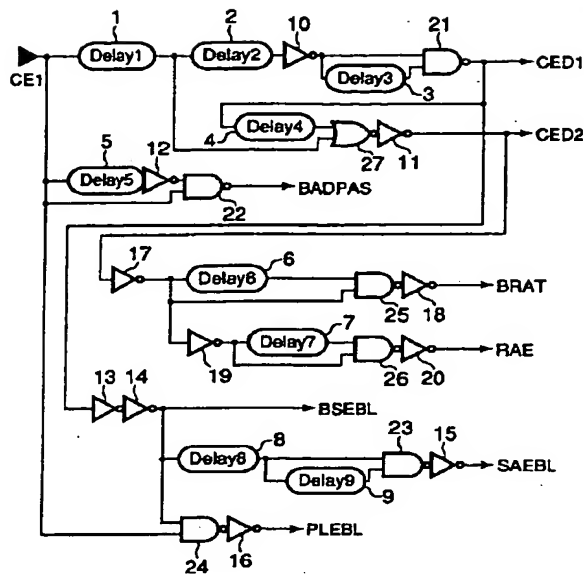 1 2 10 21
CE1 Delay1 Delay2 CED1
Delay3 3
4 Delay4 CED2
27 11
5 12
Delay5 BADPAS
22
17 6
Delay6 BRAT
25 18
7
Delay7 RAE
19 26 20
13 14
BSEBL
8 23 15
Delay8 SAEBL
Delay9 9
PLEBL
24 16